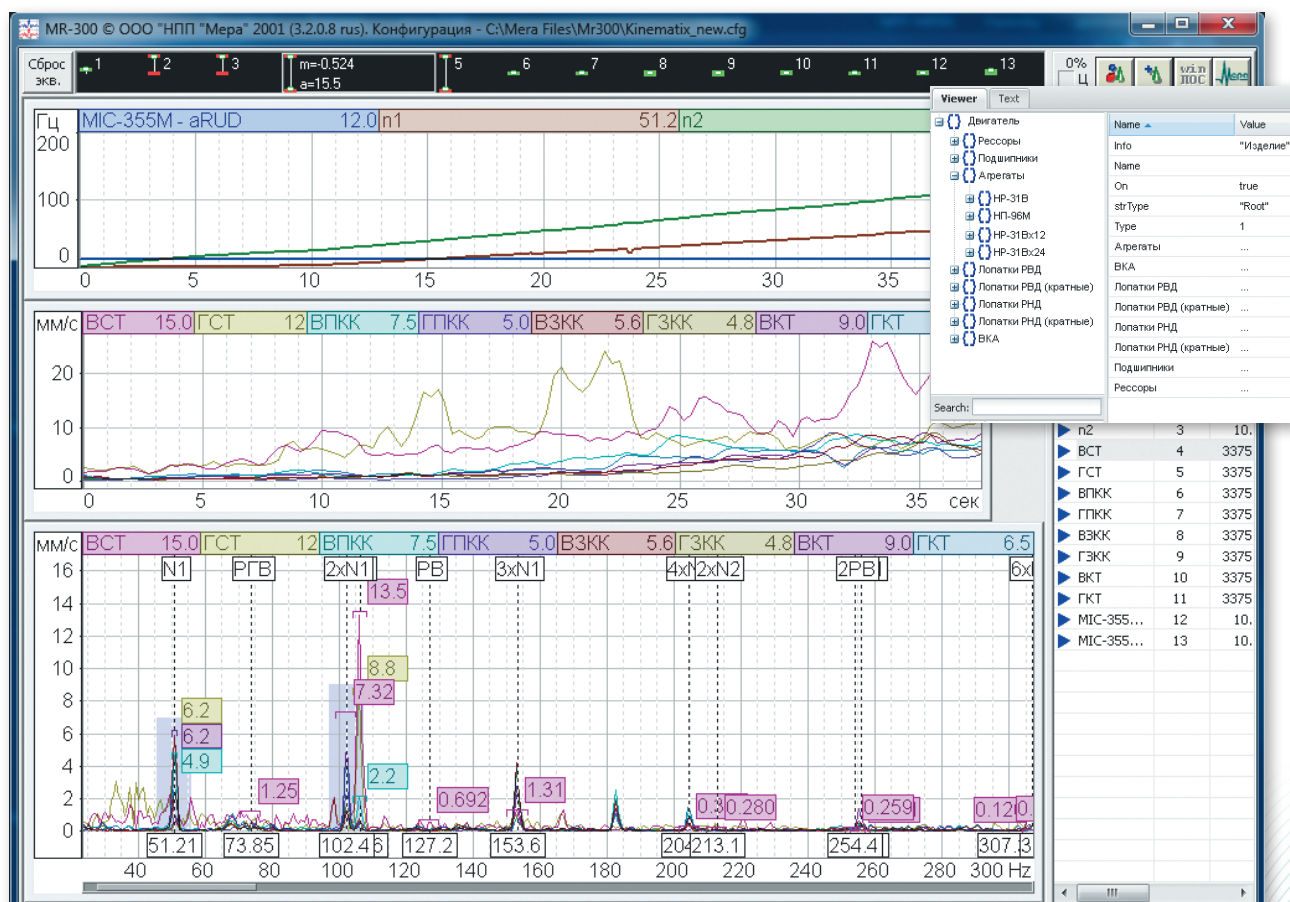 MR-300 © ООО "НПП "Мера" 2001 (3.2.0.8 rus). Конфигурация - C:\Mera Files\Mr300\Kinematix_new.cfg
Сброс экв.
1 2 3 m=-0.524 5 6 7 8 9 10 11 12 13
a=15.5
0%
Ц
win ПОС
Гц MIC-355M - aRUD 12.0 n1 51.2 n2
200
100
0
0 5 10 15 20 25 30 35
мм/с ВСТ 15.0 ГСТ 12 ВПКК 7.5 ГПКК 5.0 ВЗКК 5.6 ГЗКК 4.8 ВКТ 9.0 ГКТ
20
10
0
0 5 10 15 20 25 30 35 сек
мм/с ВСТ 15.0 ГСТ 12 ВПКК 7.5 ГПКК 5.0 ВЗКК 5.6 ГЗКК 4.8 ВКТ 9.0 ГКТ 6.5
16 N1 РГВ 2xN1 РВ 3xN1 2xN2 2РВ
14 13.5
12
10
8.8
8 7.32
6.2
6 6.2
4.9
4
2.2
2 1.25 0.692 1.31 0.280 0.259
0
51.21 73.85 102.4 127.2 153.6 213.1 254.4
40 60 80 100 120 140 160 180 200 220 240 260 280 300 Hz
Viewer Text
Двигатель
Рессоры
Подшипники
Агрегаты
НР-31В
НП-96М
НР-31Вх12
НР-31Вх24
Лопатки РВД
Лопатки РВД (кратные)
Лопатки РНД
Лопатки РНД (кратные)
ВКА
Search:
Name Value
Info "Изделие"
Name
On true
strType "Root"
Type 1
Агрегаты ...
ВКА ...
Лопатки РВД ...
Лопатки РВД (кратные) ...
Лопатки РНД ...
Лопатки РНД (кратные) ...
Подшипники ...
Рессоры ...
n2 3 10.
ВСТ 4 3375
ГСТ 5 3375
ВПКК 6 3375
ГПКК 7 3375
ВЗКК 8 3375
ГЗКК 9 3375
ВКТ 10 3375
ГКТ 11 3375
MIC-355... 12 10.
MIC-355... 13 10.